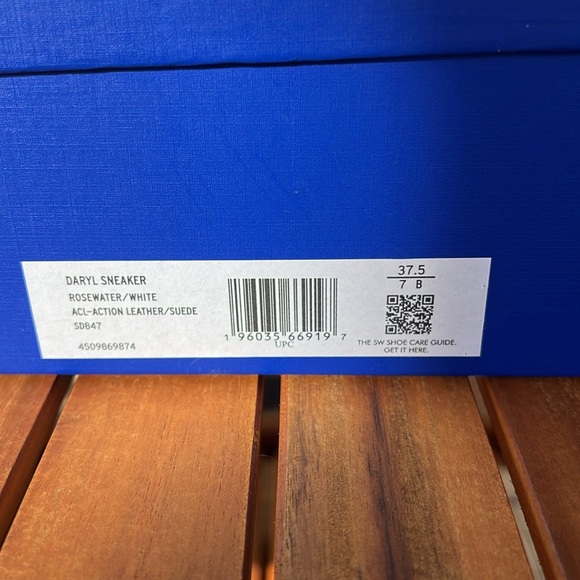 DARYL SNEAKER
ROSEWATER/WHITE
ACL-ACTION LEATHER/SUEDE
SD847
4509869874
1 96035 66919 7
UPC
37.5
7 B
THE SW SHOE CARE GUIDE.
GET IT HERE.